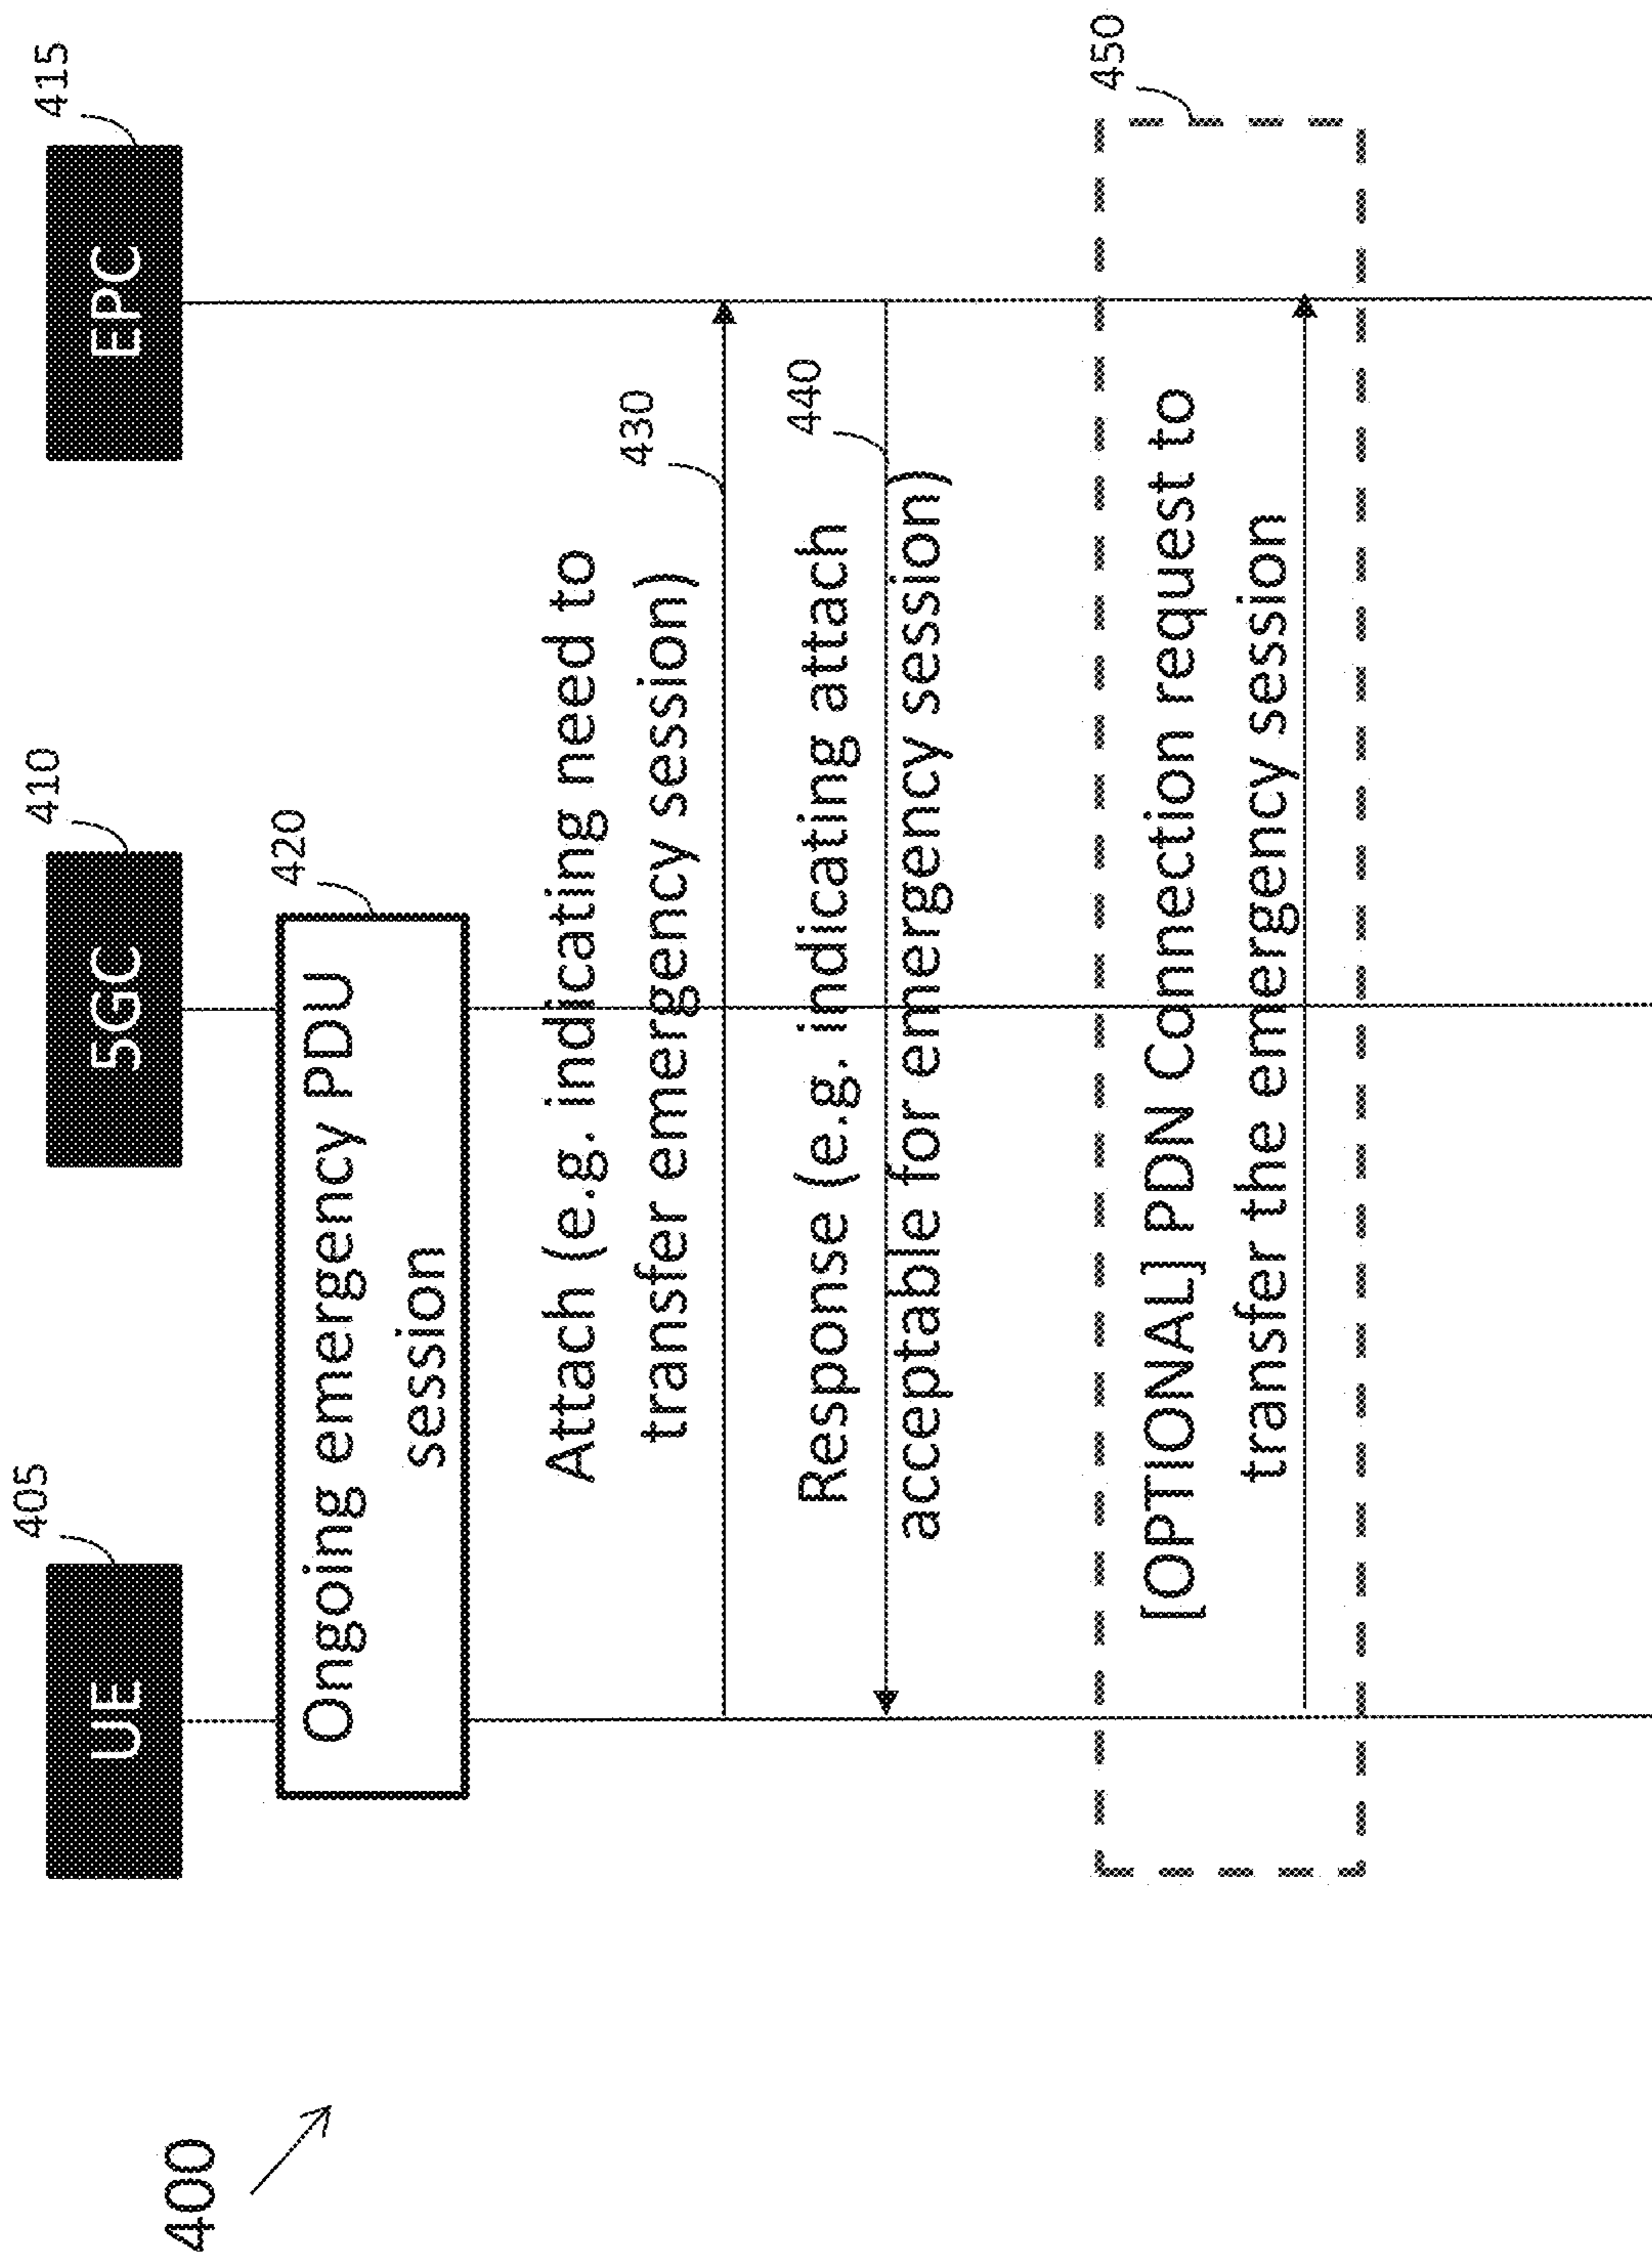 400
405
UE
410
5GC
415
EPC
420
Ongoing emergency PDU
session
Attach (e.g. indicating need to
transfer emergency session)
430
Response (e.g. indicating attach
acceptable for emergency session)
440
450
[OPTIONAL] PDN Connection request to
transfer the emergency session